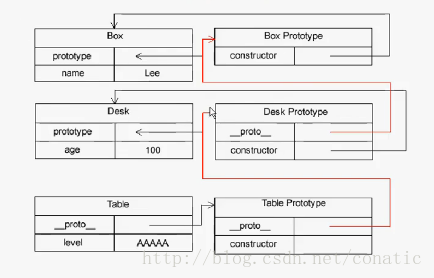 Box
Box Prototype
prototype
constructor
name Lee
Desk
Desk Prototype
prototype
__proto__
age 100
constructor
Table
Table Prototype
__proto__
__proto__
level AAAAA
constructor
http://blog.csdn.net/conatic